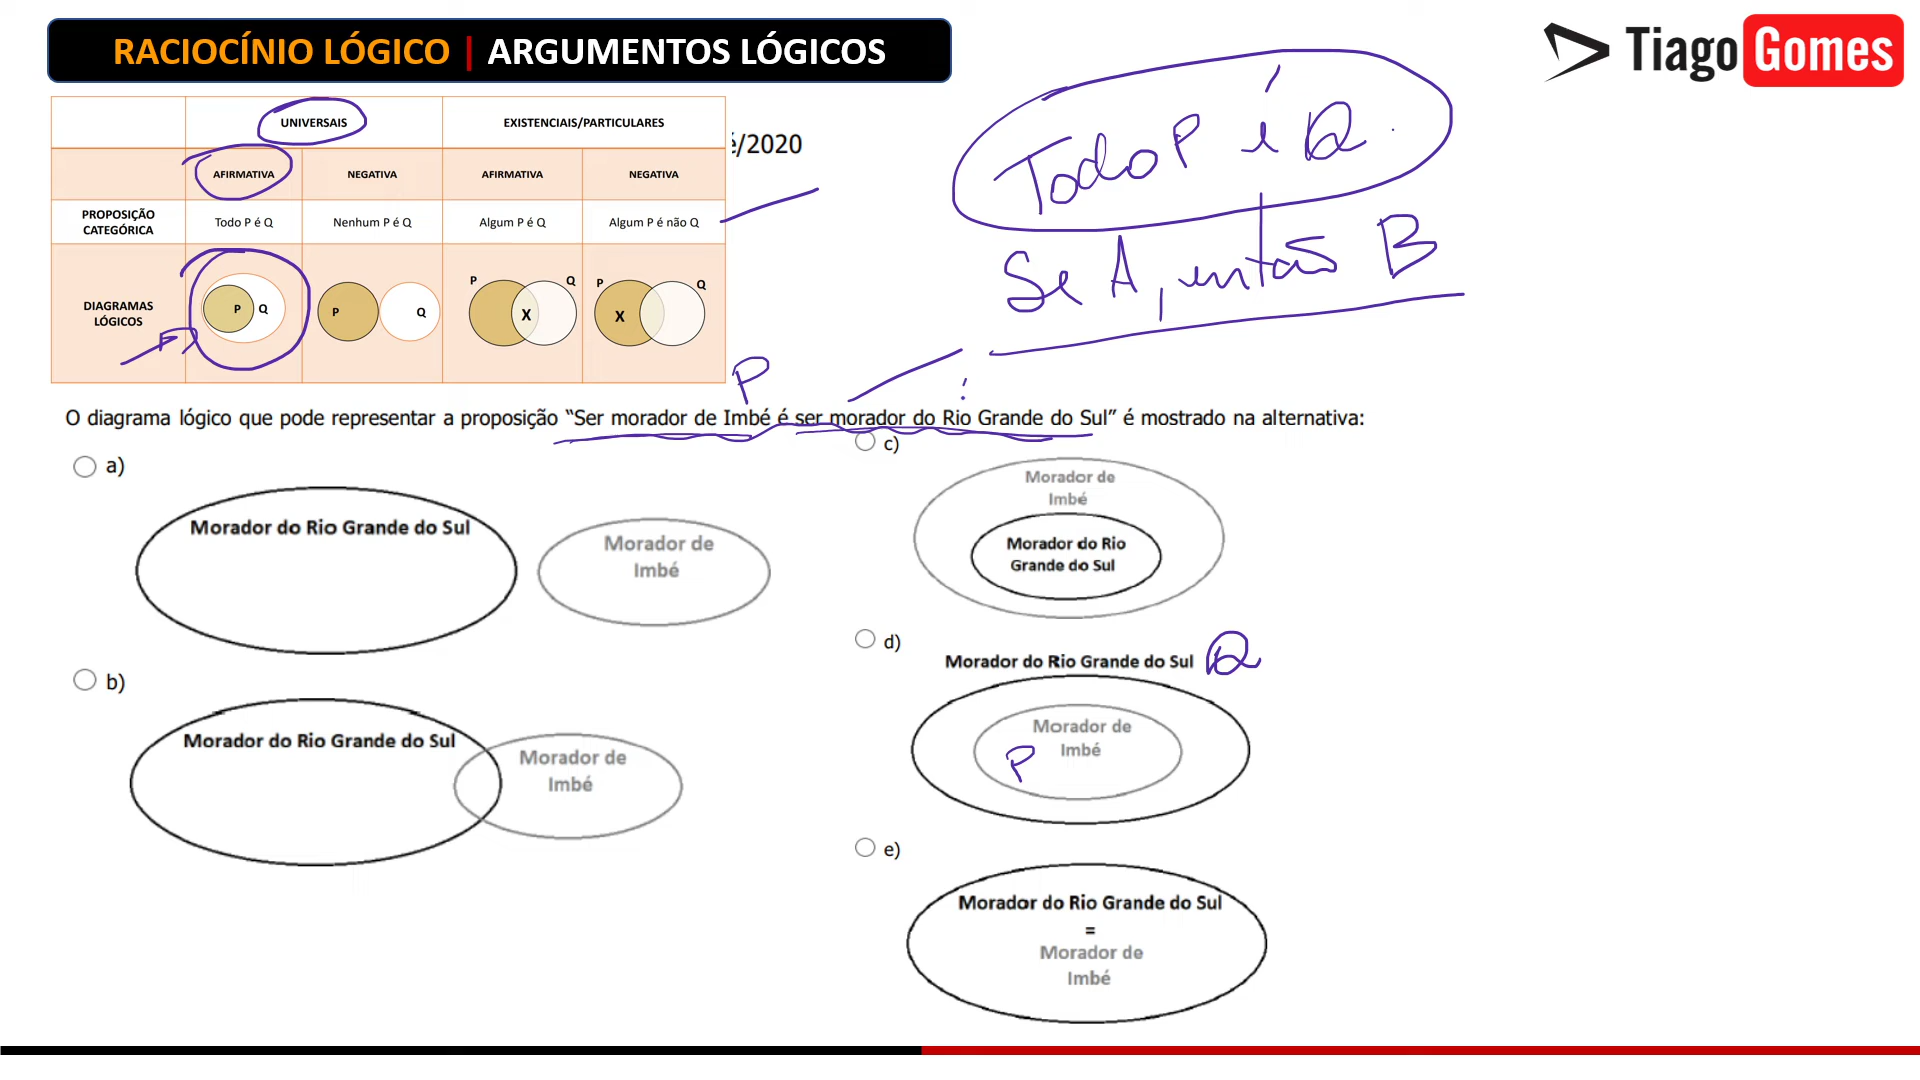 RACIOCÍNIO LÓGICO | ARGUMENTOS LÓGICOS
Tiago Gomes
UNIVERSAIS EXISTENCIAIS/PARTICULARES
/2020
AFIRMATIVA NEGATIVA AFIRMATIVA NEGATIVA
PROPOSIÇÃO CATEGÓRICA Todo P é Q Nenhum P é Q Algum P é Q Algum P é não Q
DIAGRAMAS LÓGICOS P Q P Q P X Q P X Q
Todo P é Q.
Se A, então B
P
O diagrama lógico que pode representar a proposição “Ser morador de Imbé é ser morador do Rio Grande do Sul” é mostrado na alternativa:
a)
Morador do Rio Grande do Sul
Morador de
Imbé
b)
Morador do Rio Grande do Sul
Morador de
Imbé
c)
Morador de
Imbé
Morador do Rio
Grande do Sul
d)
Morador do Rio Grande do Sul Q
Morador de
Imbé
P
e)
Morador do Rio Grande do Sul
=
Morador de
Imbé